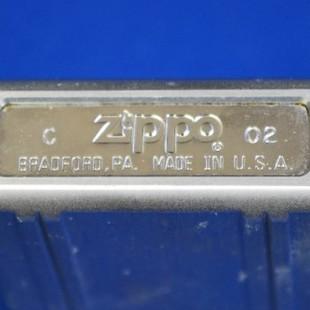 C Zippo® 02
BRADFORD, PA. MADE IN U.S.A.